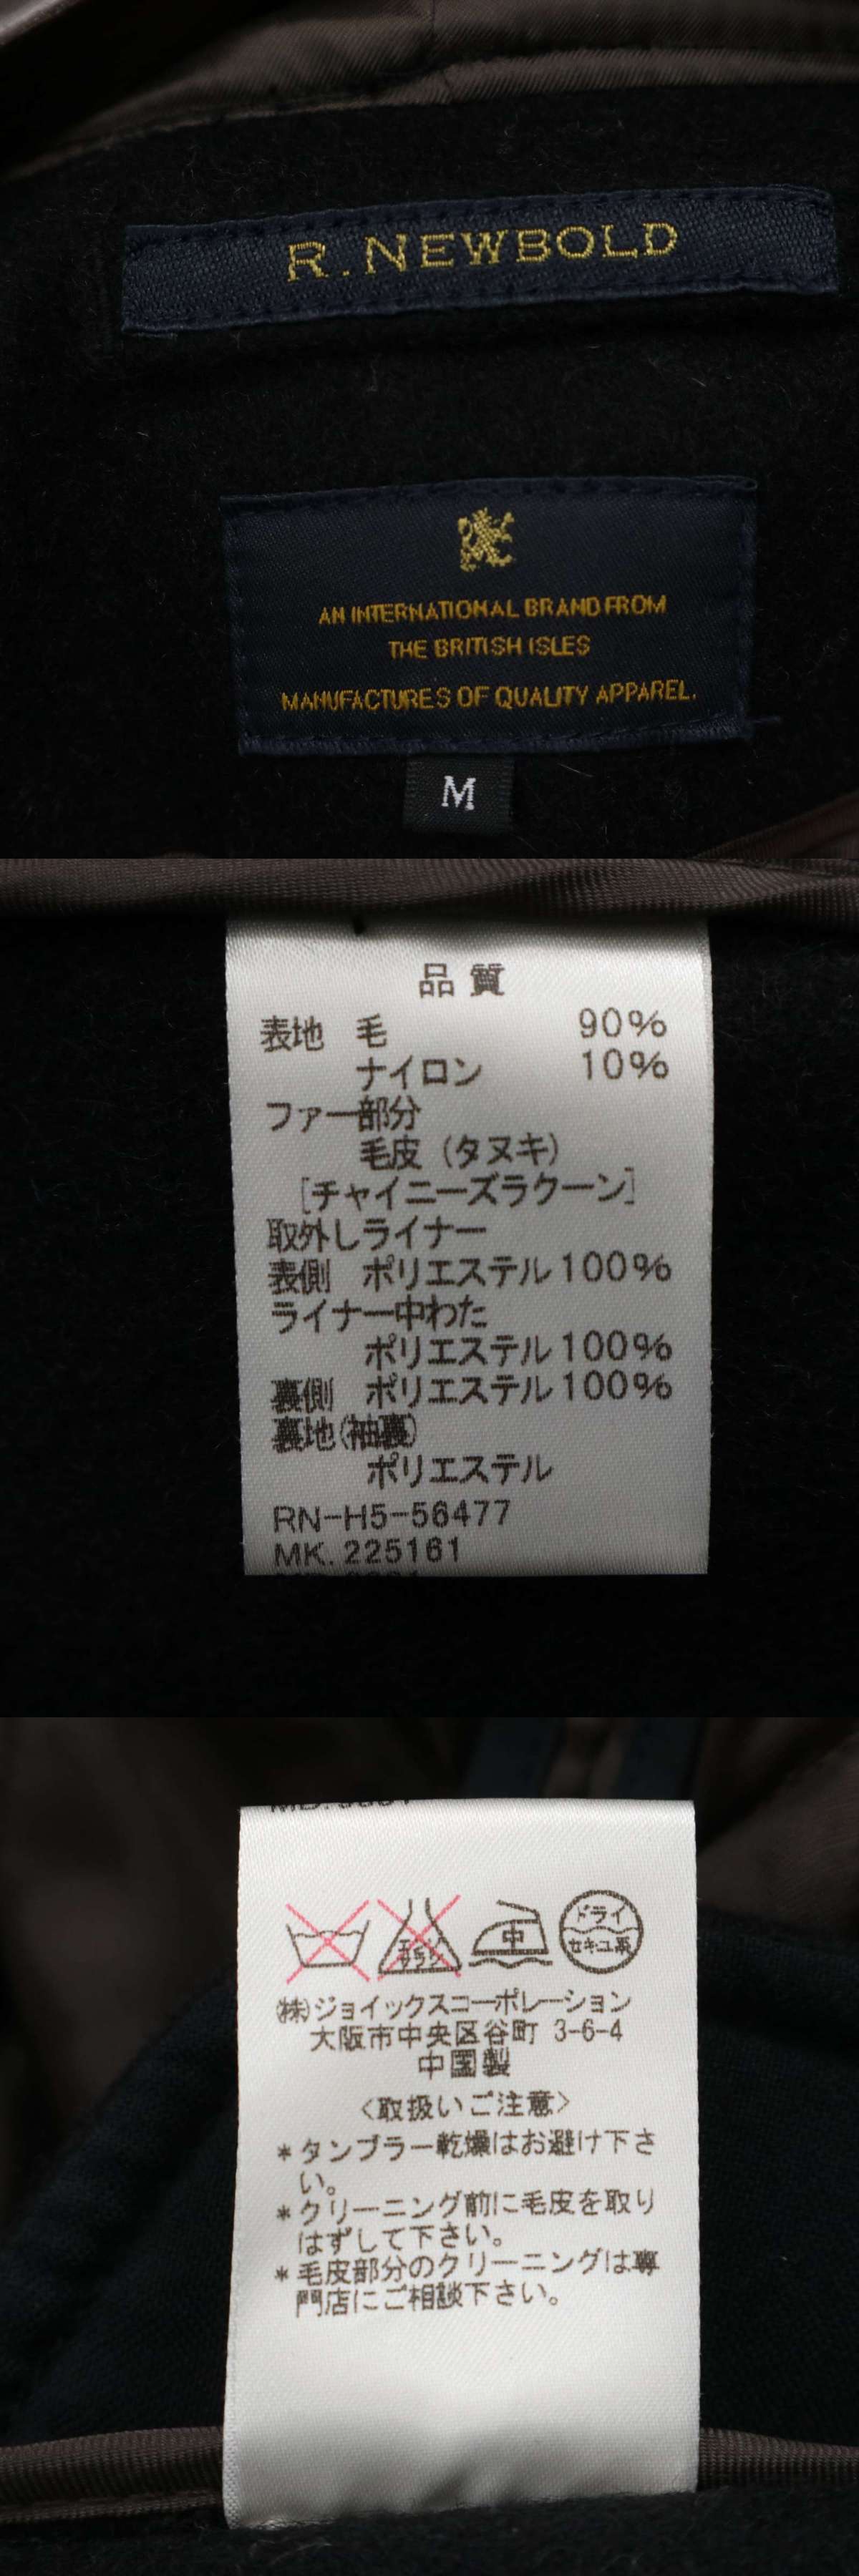 R.NEWBOLD
AN INTERNATIONAL BRAND FROM
THE BRITISH ISLES
MANUFACTURES OF QUALITY APPAREL.
M
品質
表地 毛 90%
ナイロン 10%
ファー部分
毛皮(タヌキ)
[チャイニーズラクーン]
取外しライナー
表側 ポリエステル100%
ライナー中わた
ポリエステル100%
裏側 ポリエステル100%
裏地(袖裏)
ポリエステル
RN-H5-56477
MK.225161
中 ドライ
エンソサラシ セキユ系
(株)ジョイックスコーポレーション
大阪市中央区谷町 3-6-4
中国製
<取扱いご注意>
*タンブラー乾燥はお避け下さ
い。
*クリーニング前に毛皮を取り
はずして下さい。
*毛皮部分のクリーニングは専
門店にご相談下さい。